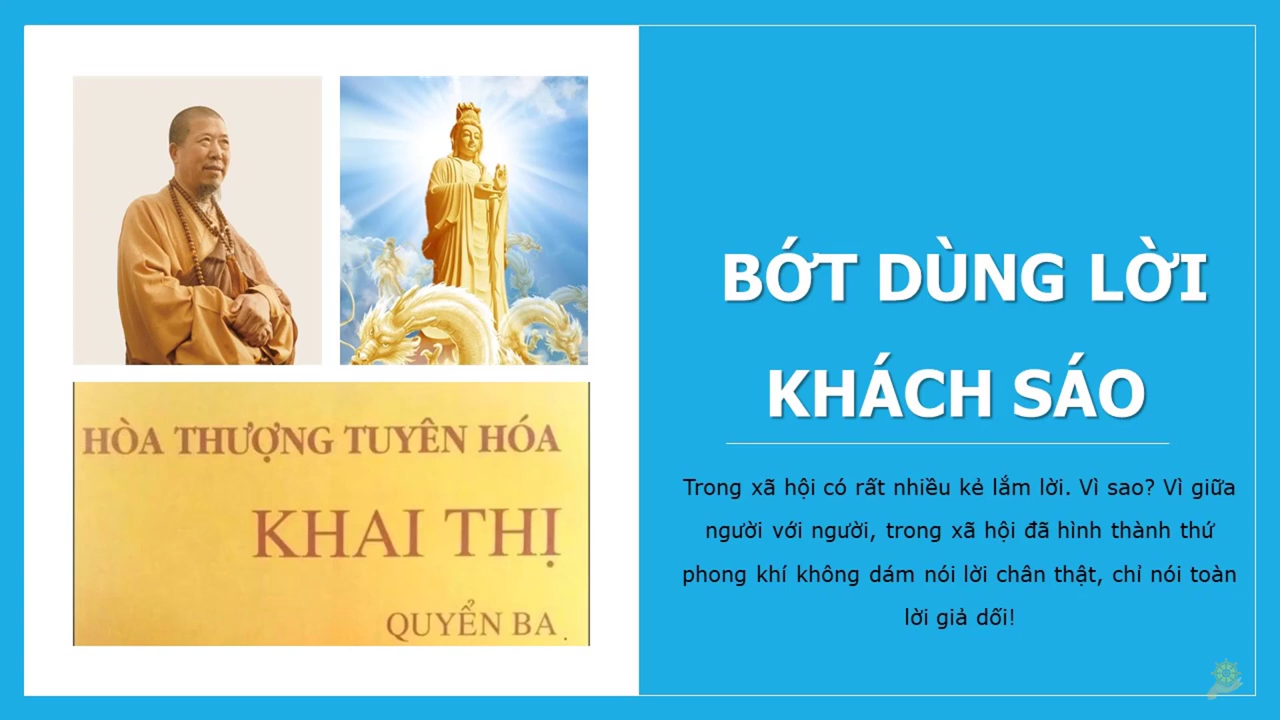 HÒA THƯỢNG TUYÊN HÓA
KHAI THỊ
QUYỂN BA
BỚT DÙNG LỜI
KHÁCH SÁO
Trong xã hội có rất nhiều kẻ lắm lời. Vì sao? Vì giữa
người với người, trong xã hội đã hình thành thứ
phong khí không dám nói lời chân thật, chỉ nói toàn
lời giả dối!